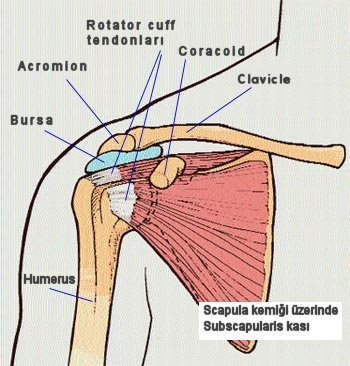 Rotator cuff
tendonları
Coracoid
Acromion
Clavicle
Bursa
Humerus
Scapula kemiği üzerinde
Subscapularis kası